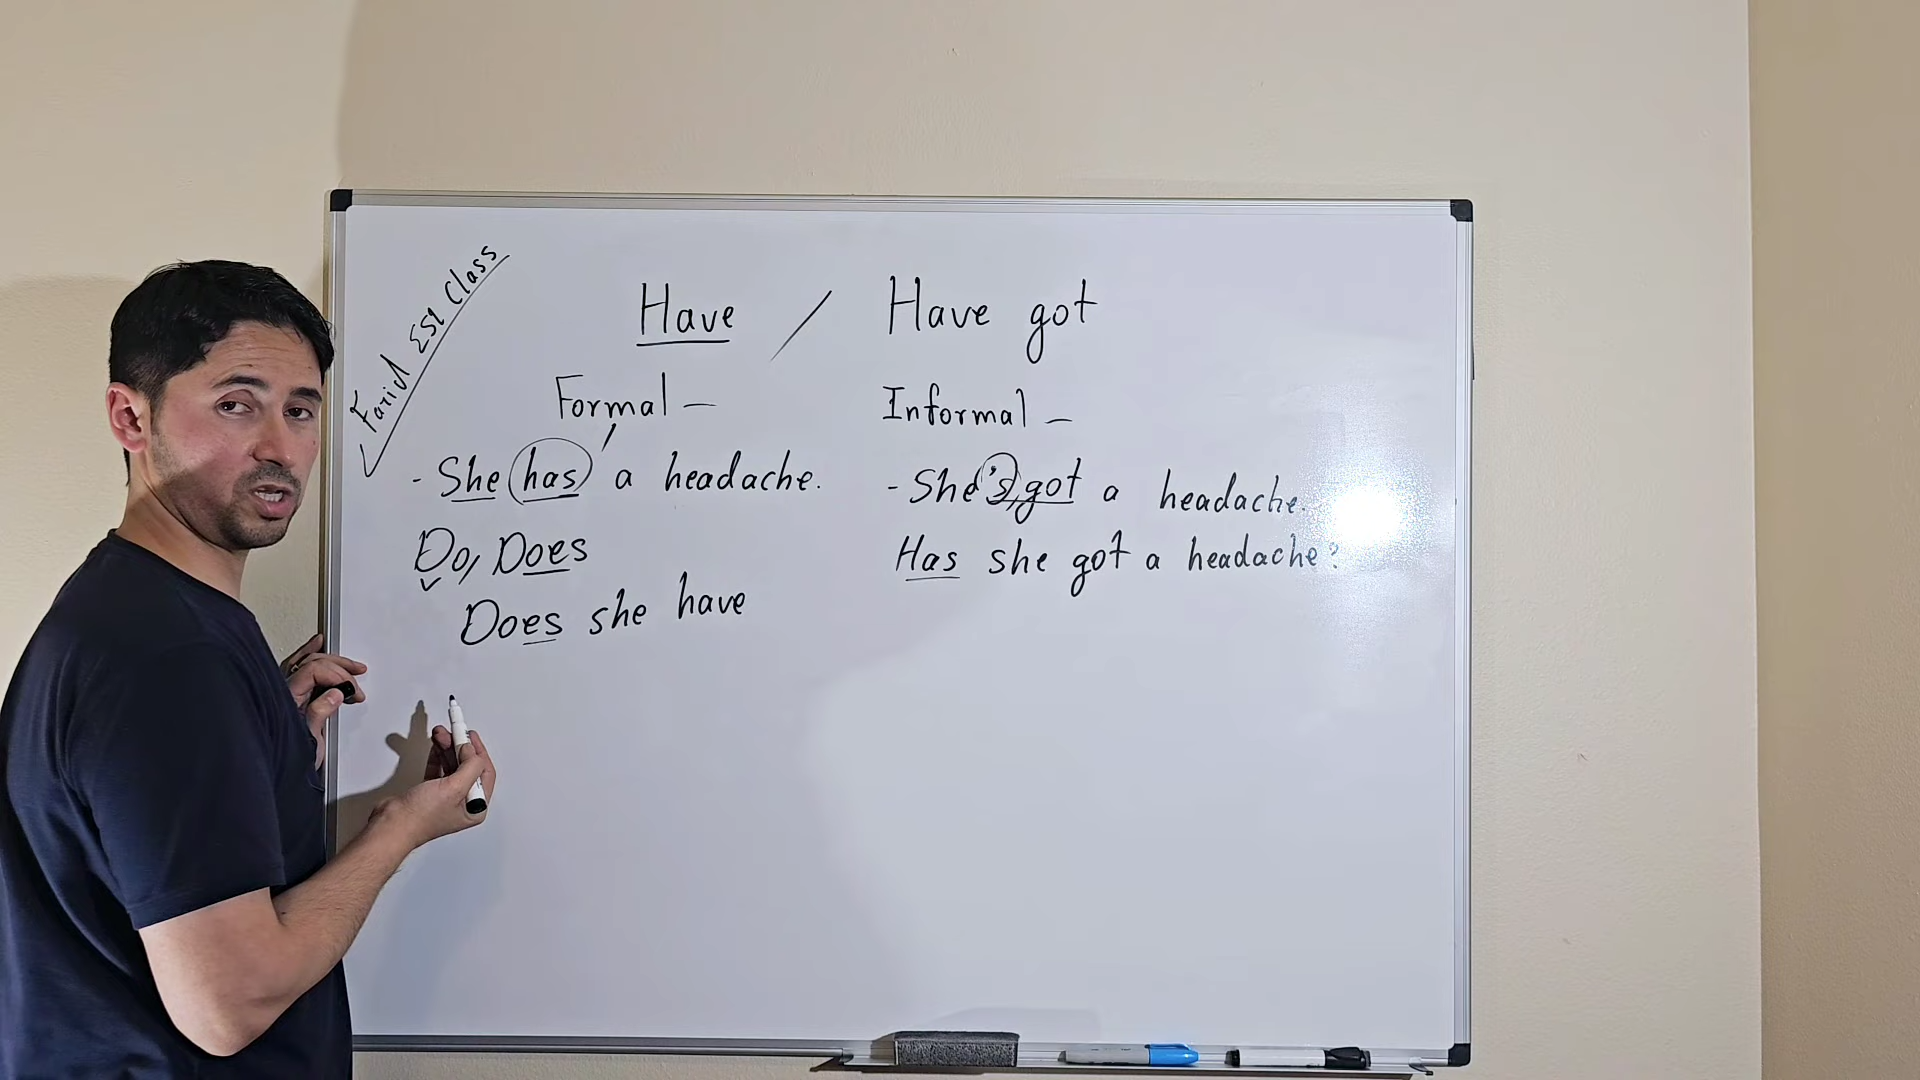 Farid ESL Class
Have / Have got
Formal -
- She has a headache.
Do, Does
Does she have
Informal -
- She's got a headache.
Has she got a headache?